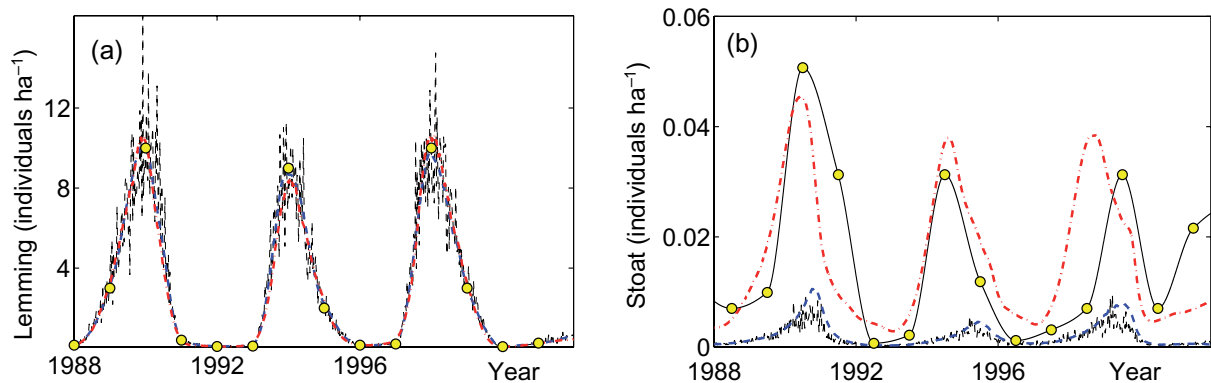 (a)
Lemming (individuals ha⁻¹)
12
8
4
1988
1992
1996
Year
(b)
Stoat (individuals ha⁻¹)
0.06
0.04
0.02
0
1988
1992
1996
Year